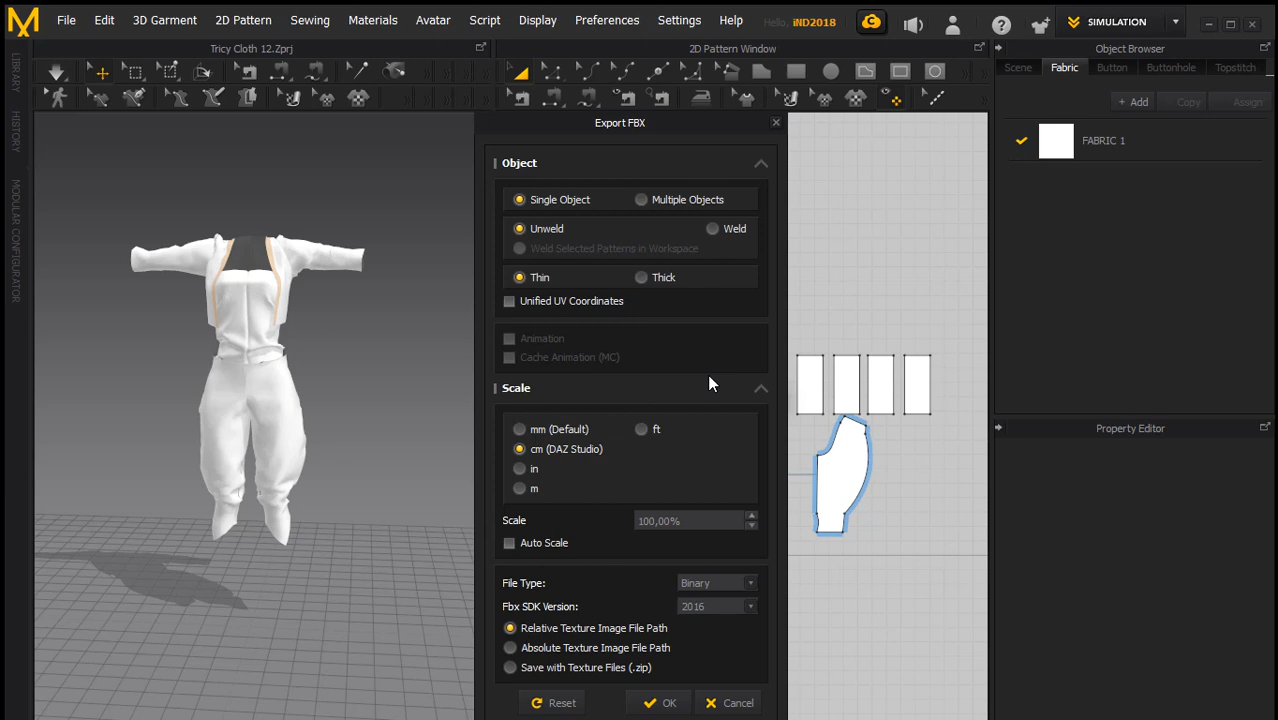 File Edit 3D Garment 2D Pattern Sewing Materials Avatar Script Display Preferences Settings Help Hello, iND2018 SIMULATION
Tricy Cloth 12.Zprj 2D Pattern Window Object Browser
Scene Fabric Button Buttonhole Topstitch
+ Add Copy Assign
FABRIC 1
LIBRARY
HISTORY
MODULAR CONFIGURATOR
Export FBX
Object
Single Object Multiple Objects
Unweld Weld
Weld Selected Patterns in Workspace
Thin Thick
Unified UV Coordinates
Animation
Cache Animation (MC)
Scale
mm (Default) ft
cm (DAZ Studio)
in
m
Scale 100,00%
Auto Scale
File Type: Binary
Fbx SDK Version: 2016
Relative Texture Image File Path
Absolute Texture Image File Path
Save with Texture Files (.zip)
Reset OK Cancel
Property Editor